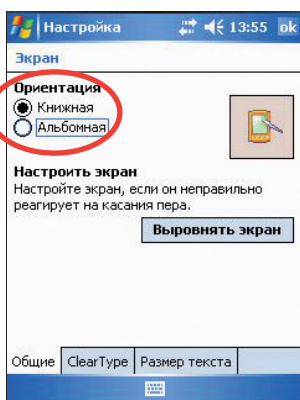 Настройка 13:55 ok
Экран
Ориентация
Книжная
Альбомная
Настроить экран
Настройте экран, если он неправильно
реагирует на касания пера.
Выровнять экран
Общие ClearType Размер текста